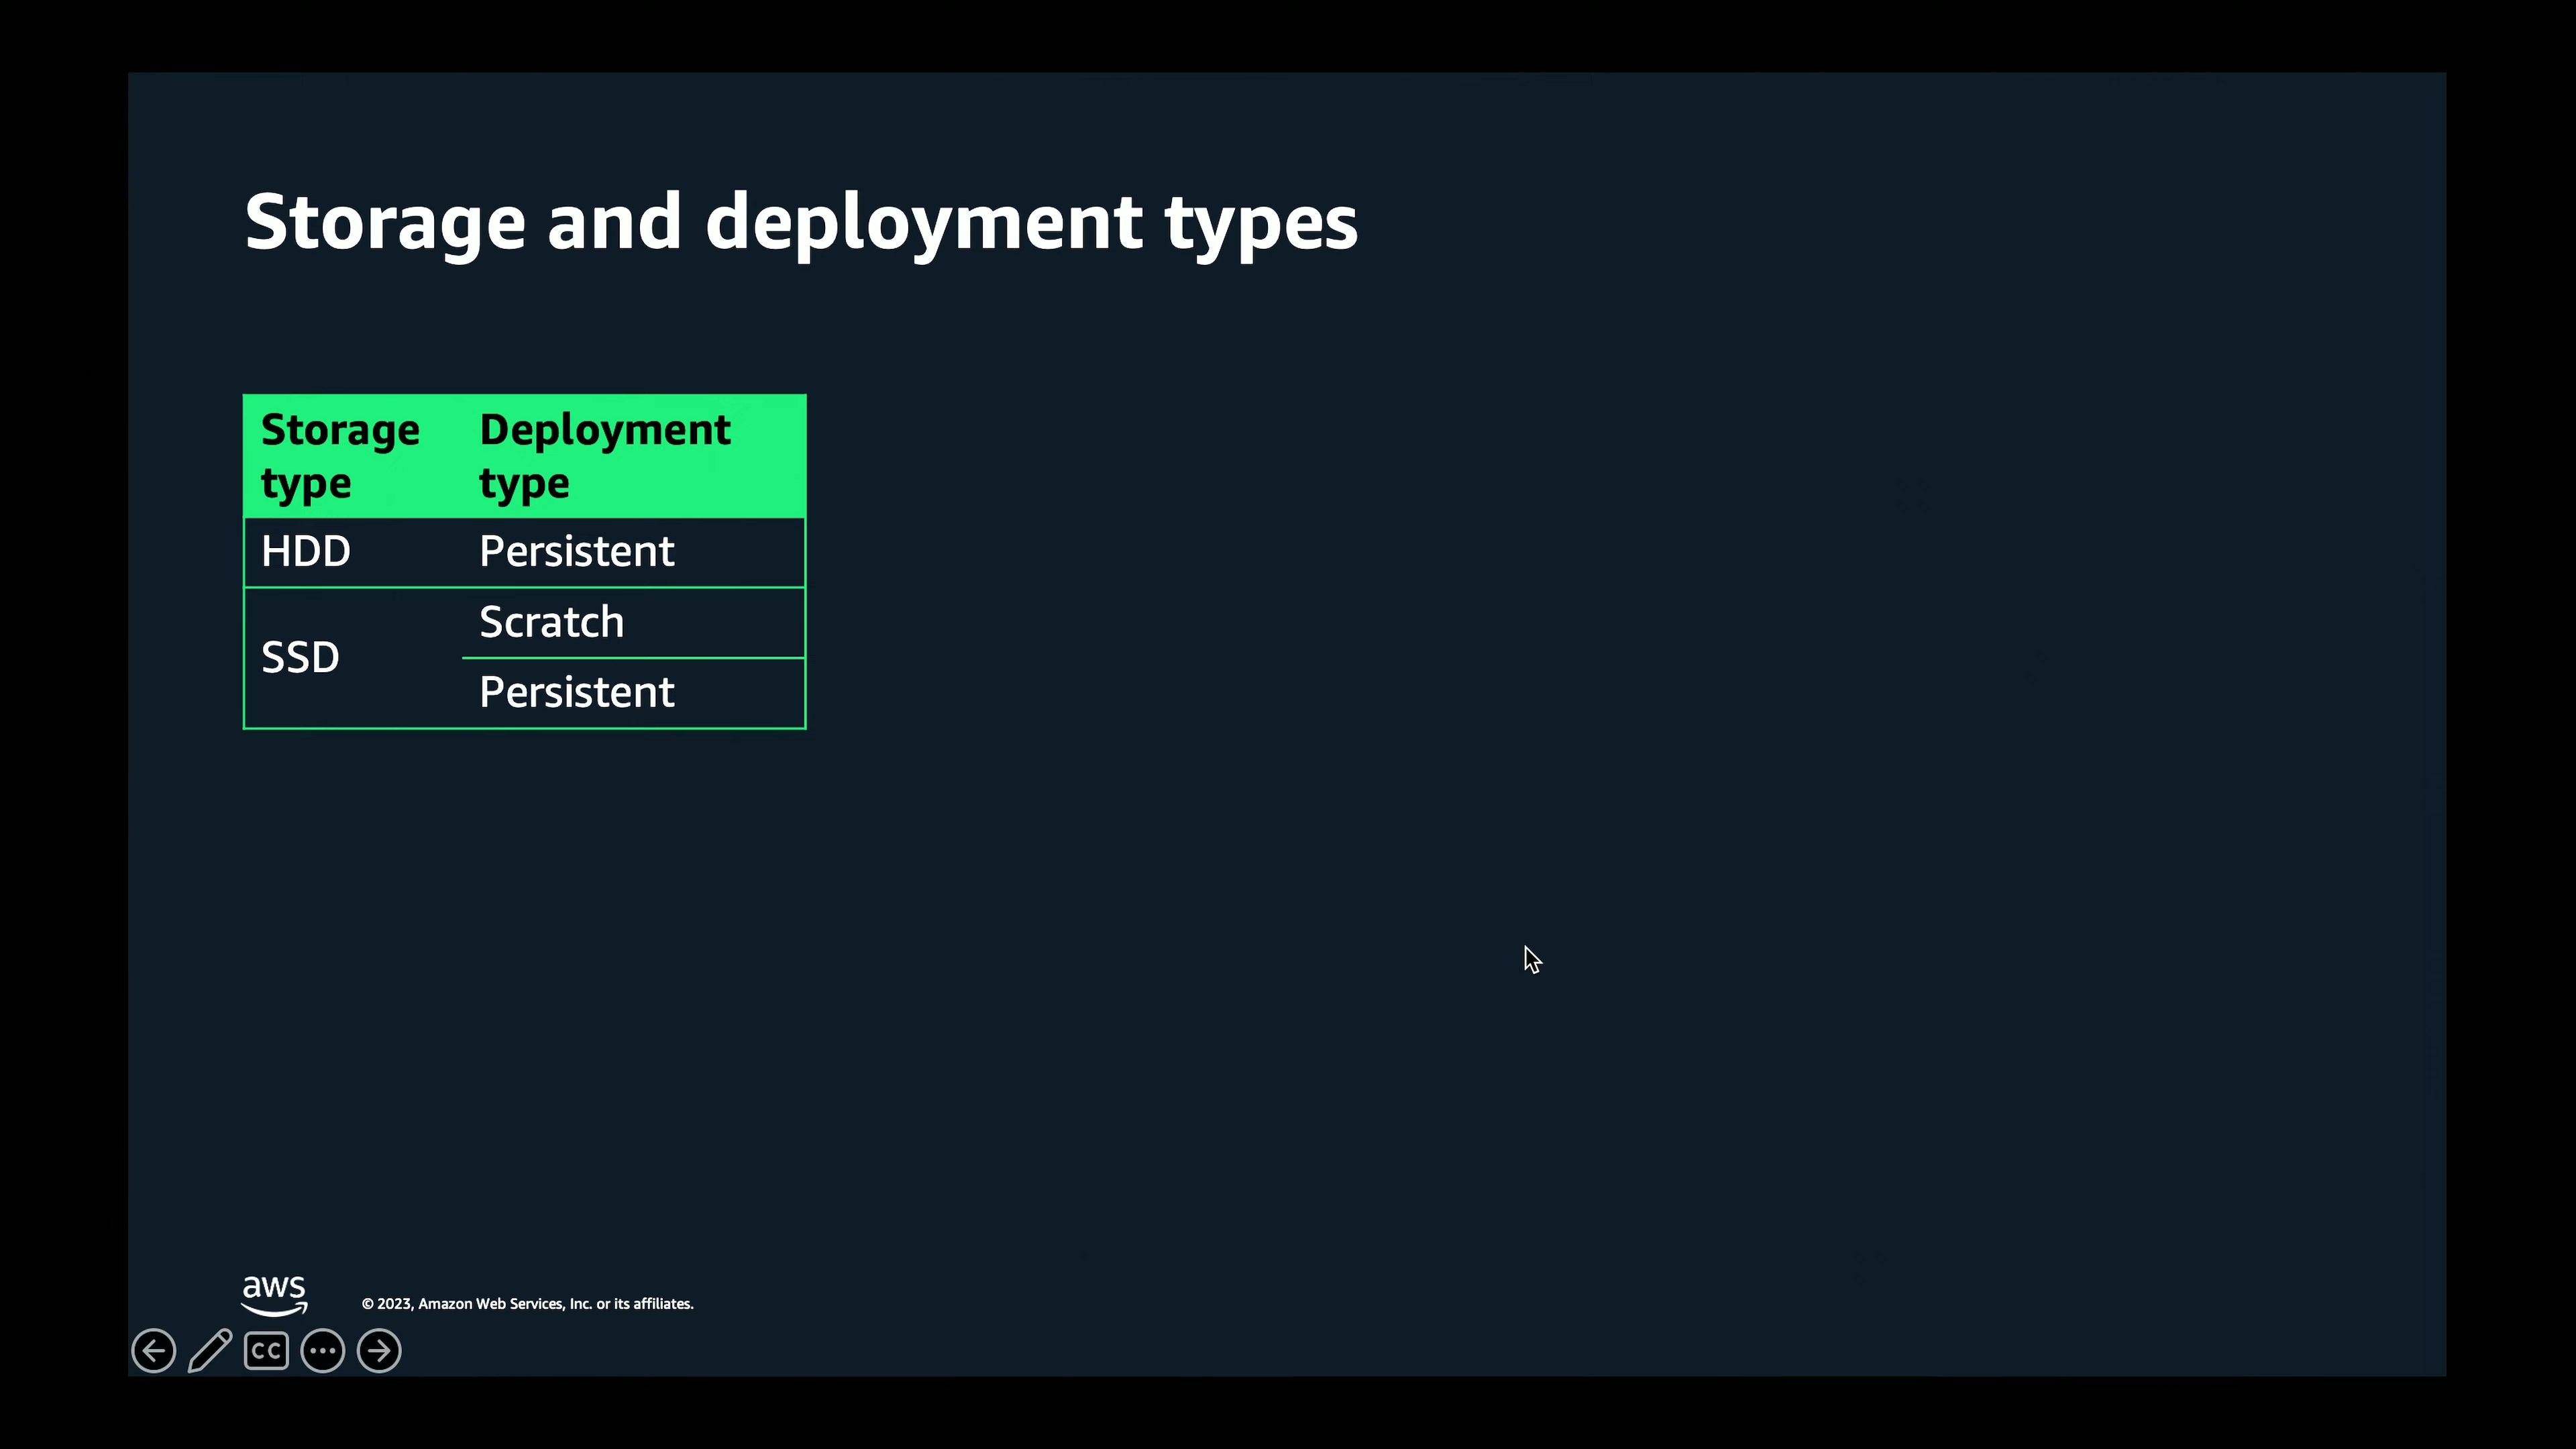 Storage and deployment types
Storage type
Deployment type
HDD
Persistent
SSD
Scratch
Persistent
aws
© 2023, Amazon Web Services, Inc. or its affiliates.
CC